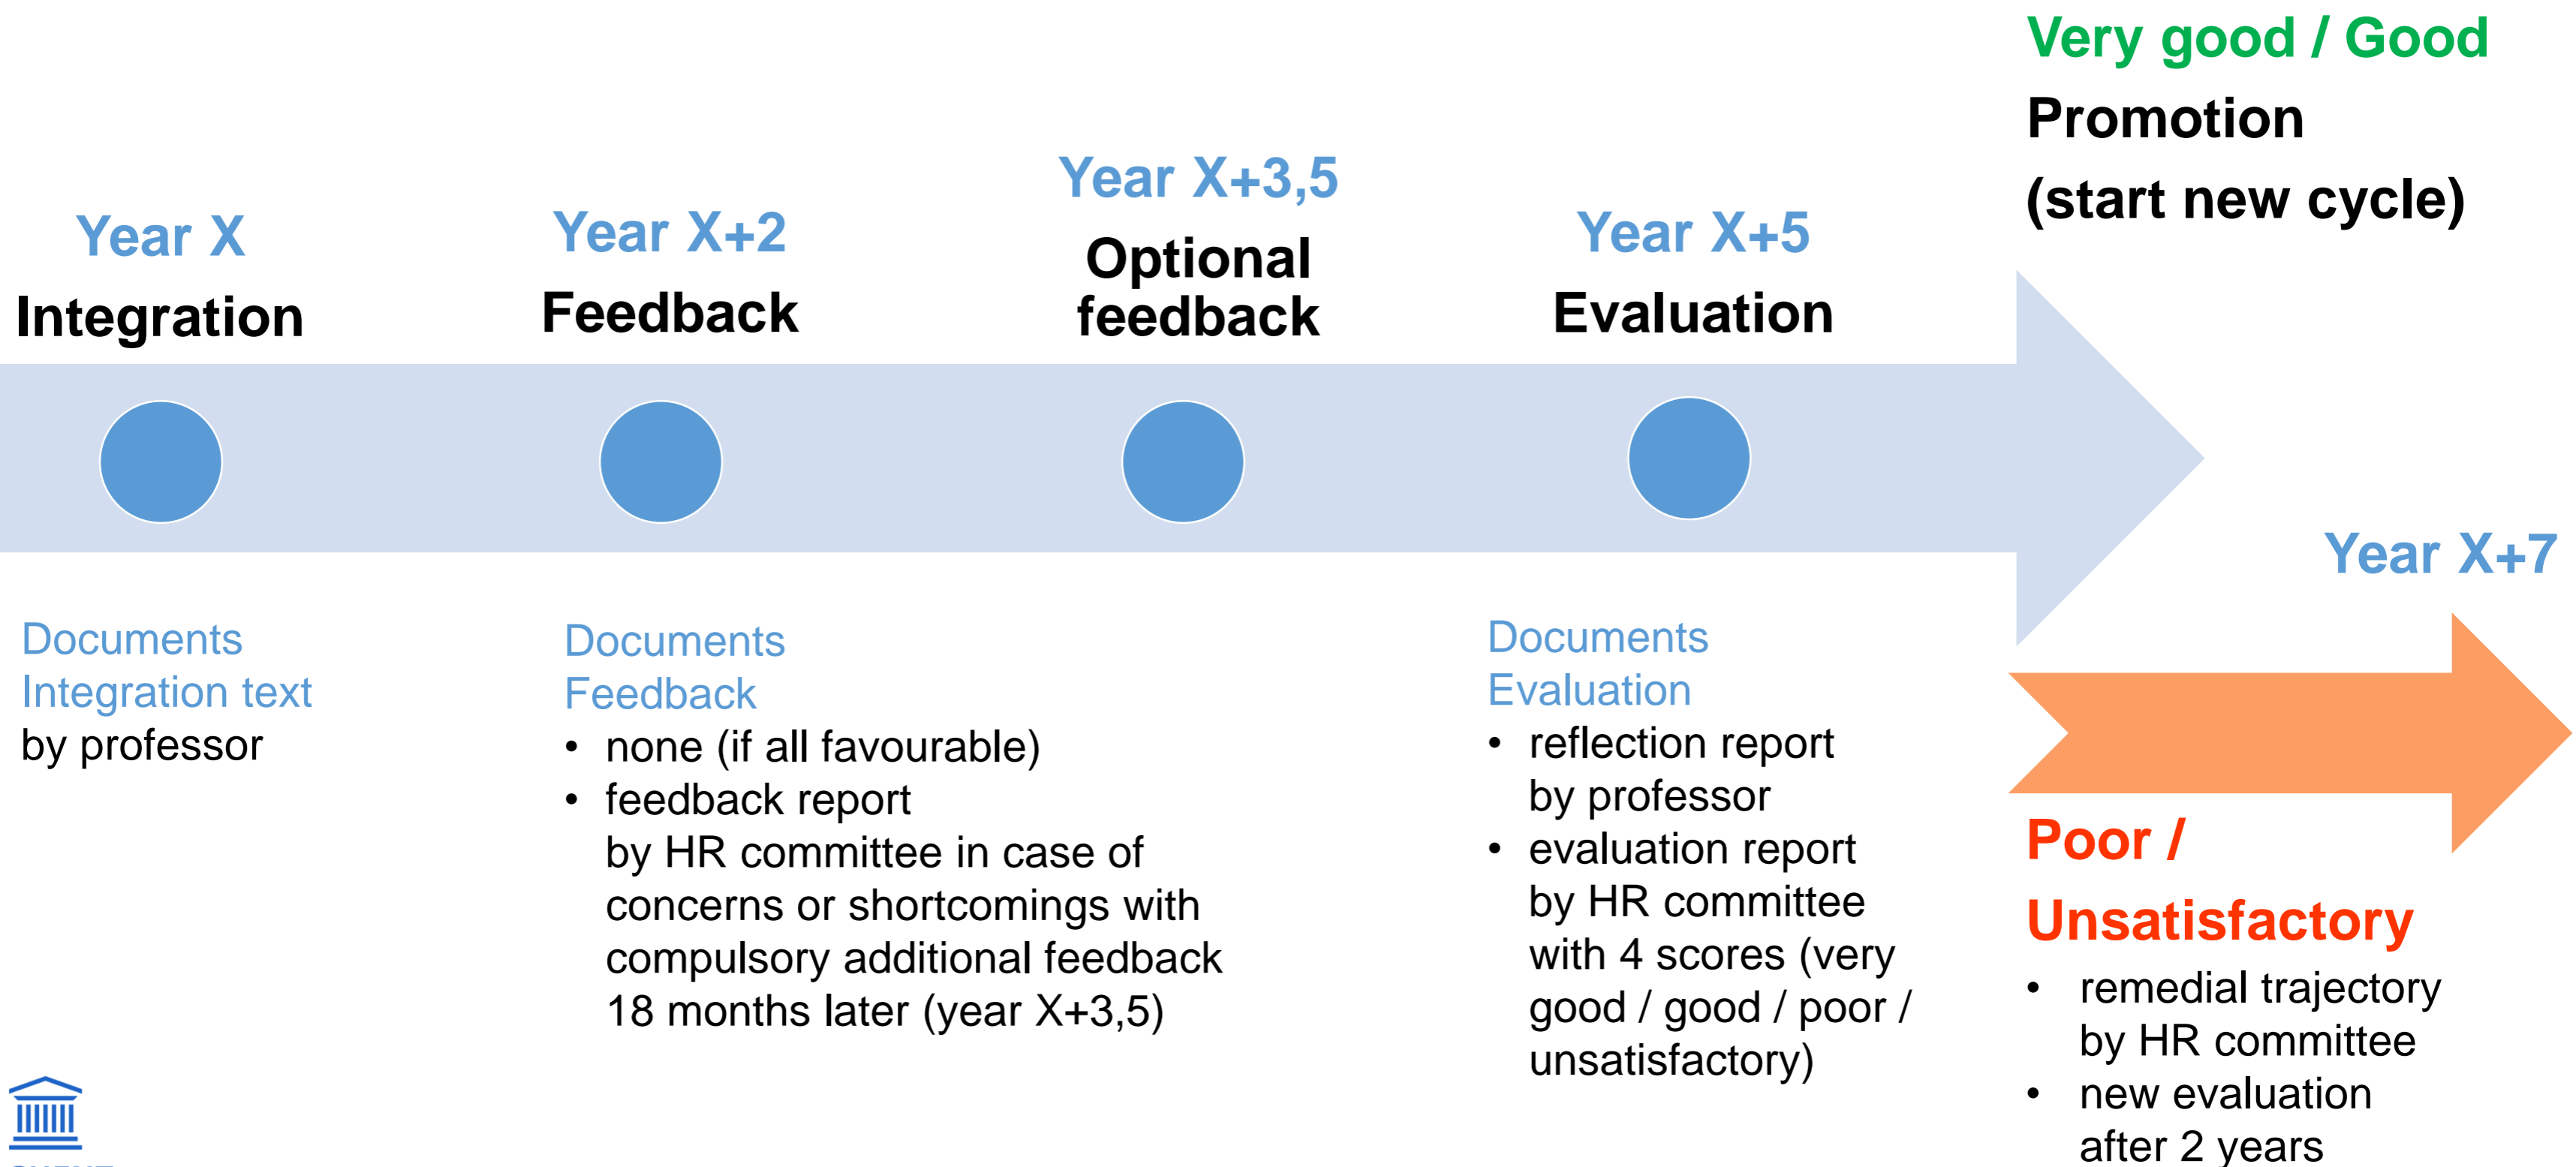 Year X
Integration
Year X+2
Feedback
Year X+3,5
Optional
feedback
Year X+5
Evaluation
Very good / Good
Promotion
(start new cycle)
Year X+7
Documents
Integration text
by professor
Documents
Feedback
• none (if all favourable)
• feedback report
by HR committee in case of
concerns or shortcomings with
compulsory additional feedback
18 months later (year X+3,5)
Documents
Evaluation
• reflection report
by professor
• evaluation report
by HR committee
with 4 scores (very
good / good / poor /
unsatisfactory)
Poor /
Unsatisfactory
• remedial trajectory
by HR committee
• new evaluation
after 2 years